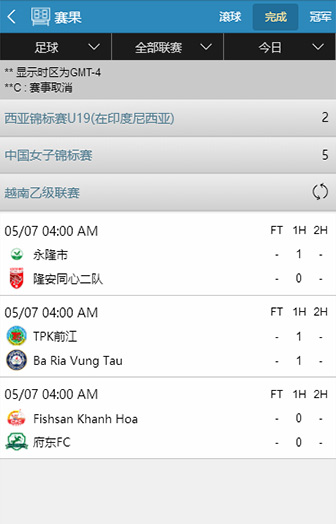 赛果 滚球 完成 冠军
足球 全部联赛 今日
** 显示时区为GMT-4
**C : 赛事取消
西亚锦标赛U19(在印度尼西亚) 2
中国女子锦标赛 5
越南乙级联赛
05/07 04:00 AM FT 1H 2H
永隆市 - 1 -
隆安同心二队 - 0 -
05/07 04:00 AM FT 1H 2H
TPK前江 - 1 -
Ba Ria Vung Tau - 1 -
05/07 04:00 AM FT 1H 2H
Fishsan Khanh Hoa - 0 -
府东FC - 0 -